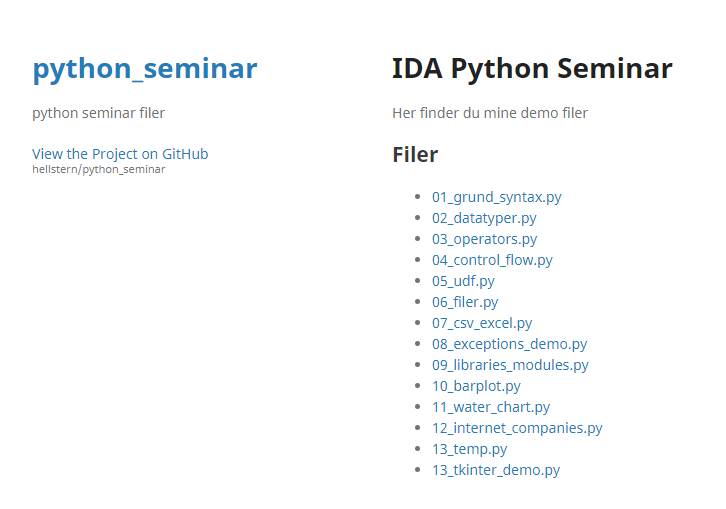 python_seminar
python seminar filer
View the Project on GitHub
hellstern/python_seminar
IDA Python Seminar
Her finder du mine demo filer
Filer
01_grund_syntax.py
02_datatyper.py
03_operators.py
04_control_flow.py
05_udf.py
06_filer.py
07_csv_excel.py
08_exceptions_demo.py
09_libraries_modules.py
10_barplot.py
11_water_chart.py
12_internet_companies.py
13_temp.py
13_tkinter_demo.py